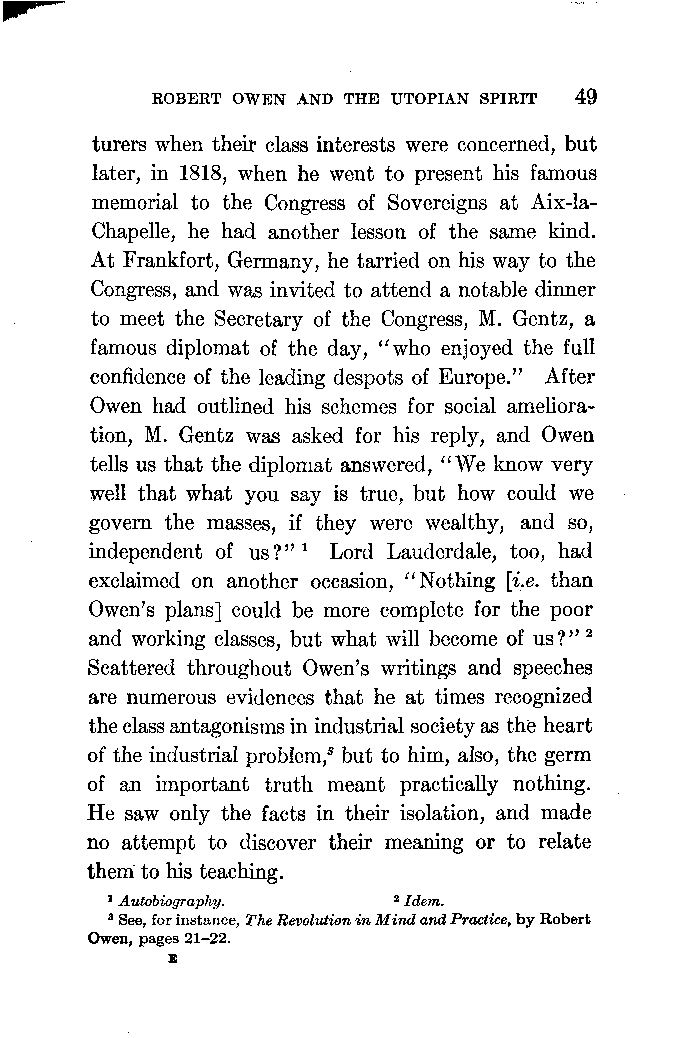 ROBERT OWEN AND THE UTOPIAN SPIRIT 49
turers when their class interests were concerned, but
later, in 1818, when he went to present his famous
memorial to the Congress of Sovereigns at Aix-la-
Chapelle, he had another lesson of the same kind.
At Frankfort, Germany, he tarried on his way to the
Congress, and was invited to attend a notable dinner
to meet the Secretary of the Congress, M. Gentz, a
famous diplomat of the day, "who enjoyed the full
confidence of the leading despots of Europe." After
Owen had outlined his schemes for social ameliora-
tion, M. Gentz was asked for his reply, and Owen
tells us that the diplomat answered, "We know very
well that what you say is true, but how could we
govern the masses, if they were wealthy, and so,
independent of us?" ¹ Lord Lauderdale, too, had
exclaimed on another occasion, "Nothing [i.e. than
Owen's plans] could be more complete for the poor
and working classes, but what will become of us?" ²
Scattered throughout Owen's writings and speeches
are numerous evidences that he at times recognized
the class antagonisms in industrial society as the heart
of the industrial problem,³ but to him, also, the germ
of an important truth meant practically nothing.
He saw only the facts in their isolation, and made
no attempt to discover their meaning or to relate
them to his teaching.
¹ Autobiography. ² Idem.
³ See, for instance, The Revolution in Mind and Practice, by Robert
Owen, pages 21–22.
E